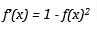 f′(x) = 1 - f(x)²